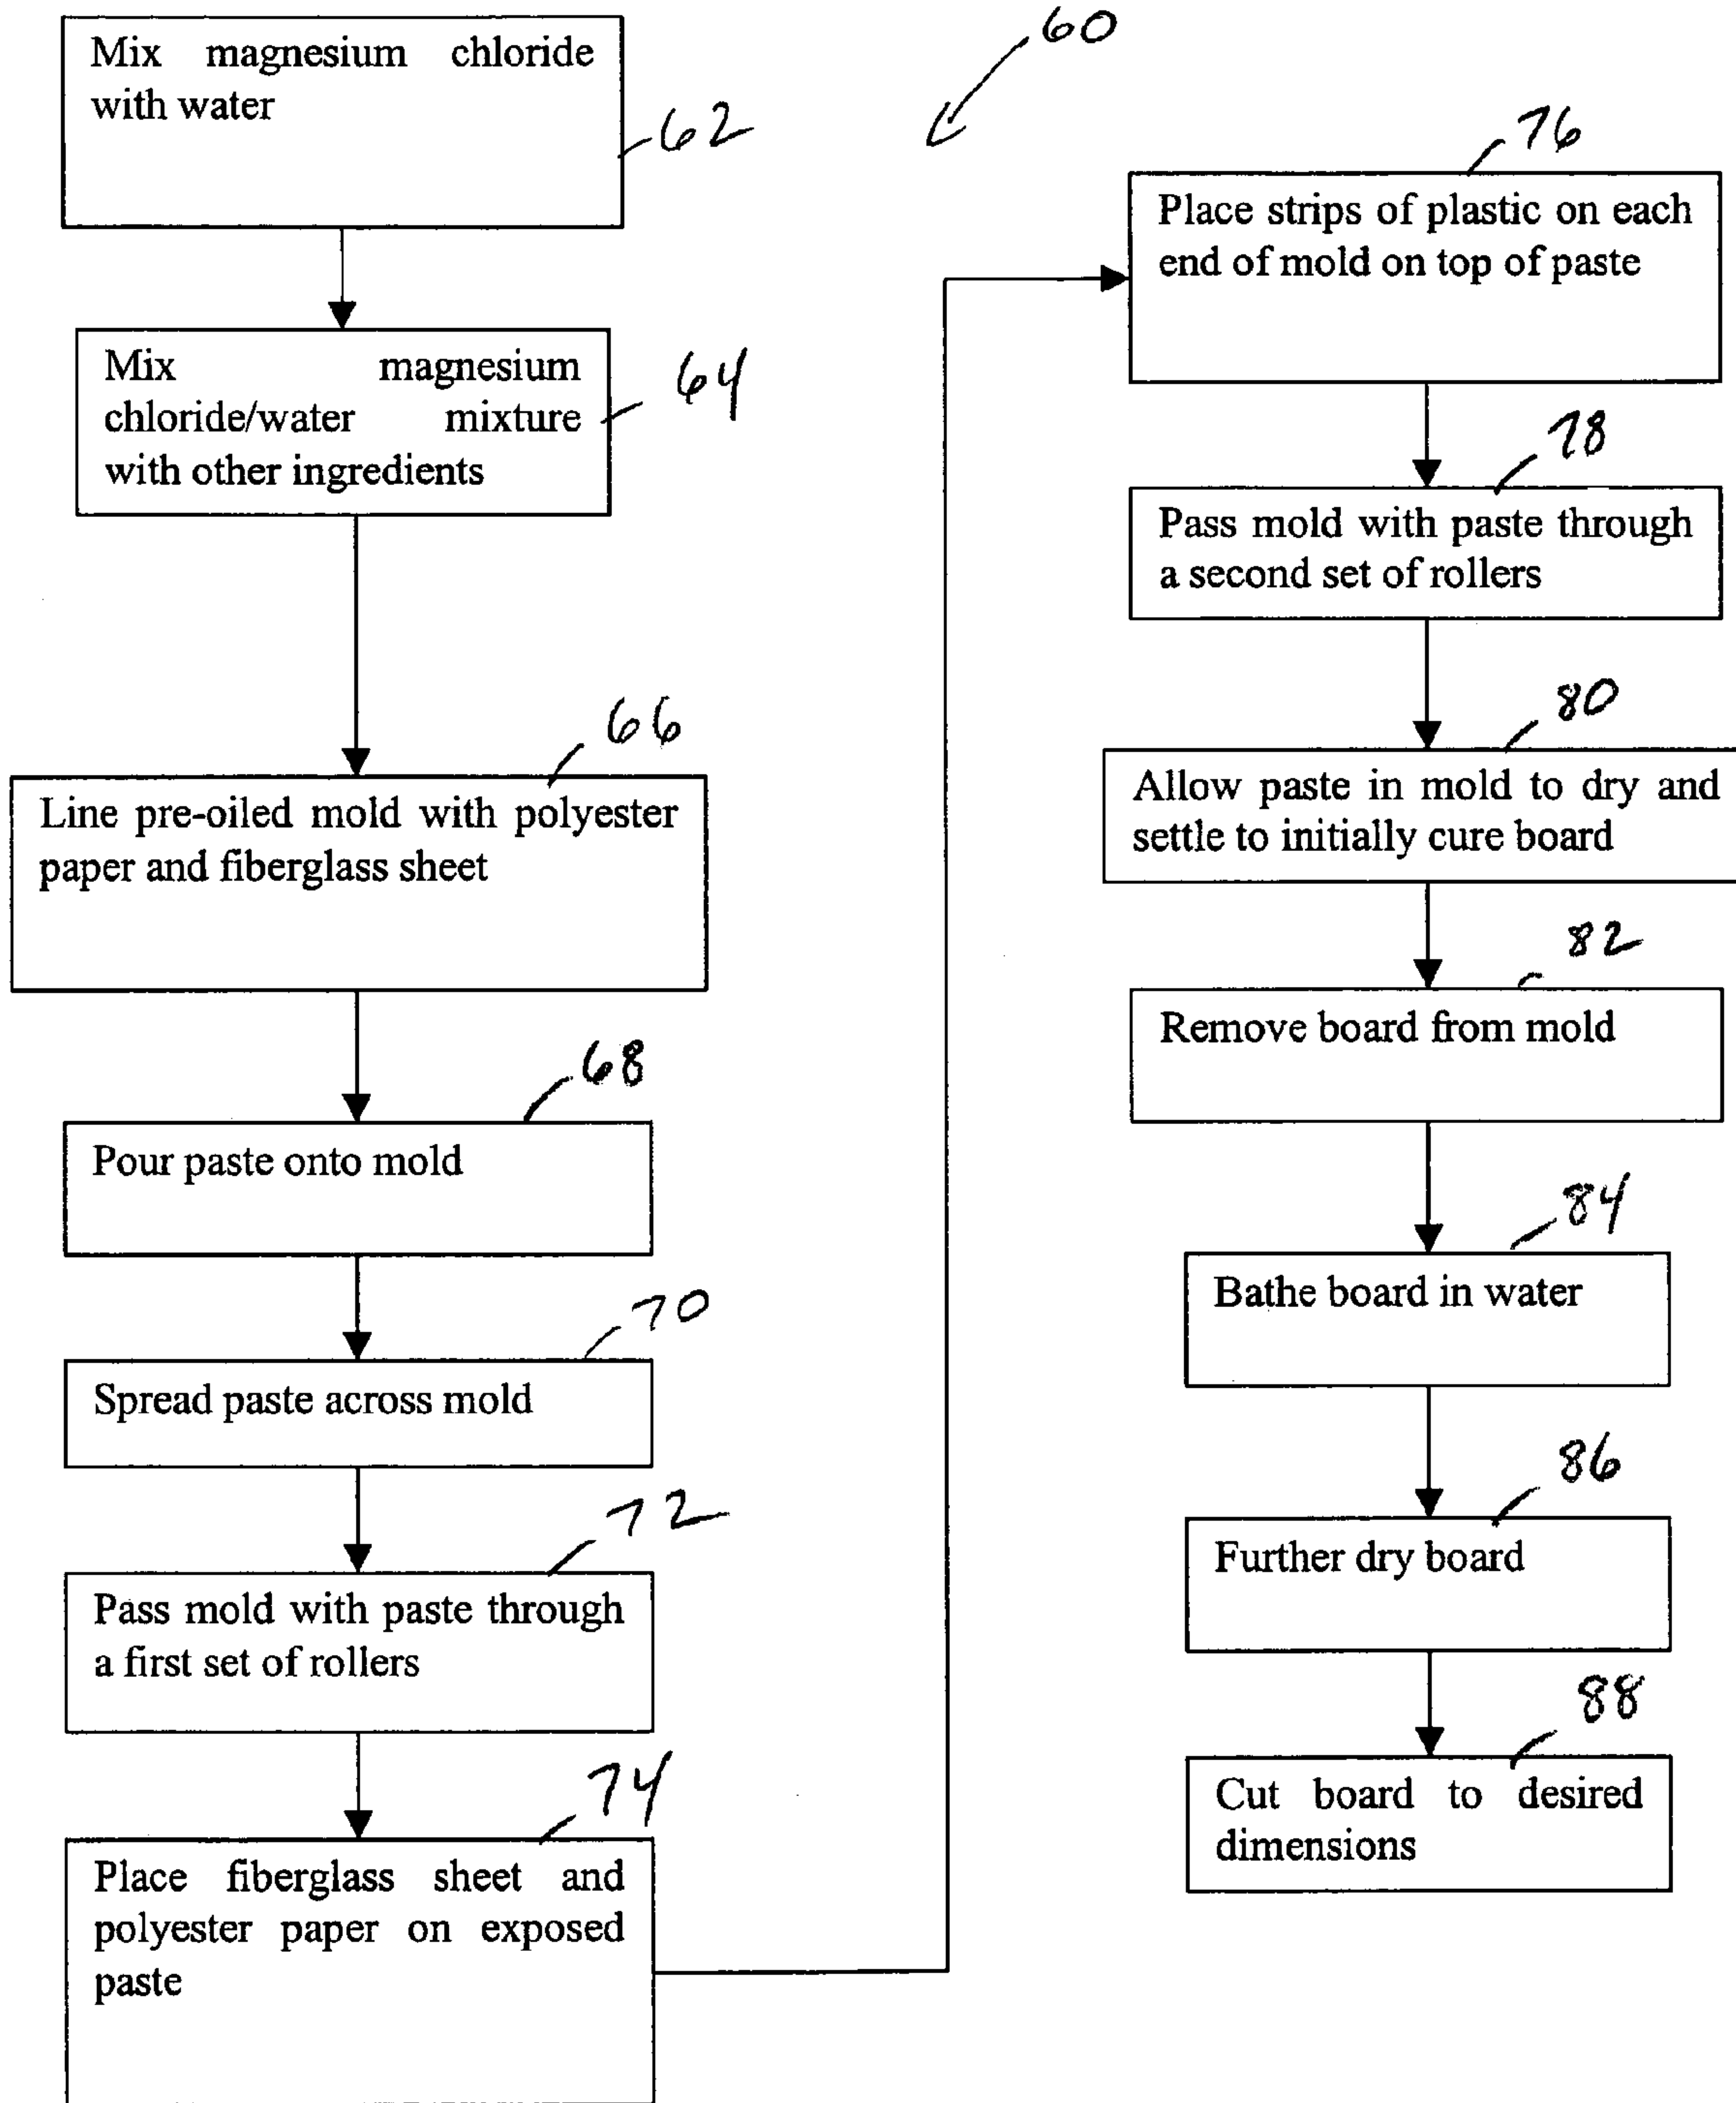 Mix magnesium chloride
with water
62
Mix magnesium
chloride/water mixture
with other ingredients
64
66
Line pre-oiled mold with polyester
paper and fiberglass sheet
68
Pour paste onto mold
70
Spread paste across mold
72
Pass mold with paste through
a first set of rollers
74
Place fiberglass sheet and
polyester paper on exposed
paste
60
76
Place strips of plastic on each
end of mold on top of paste
78
Pass mold with paste through
a second set of rollers
80
Allow paste in mold to dry and
settle to initially cure board
82
Remove board from mold
84
Bathe board in water
86
Further dry board
88
Cut board to desired
dimensions